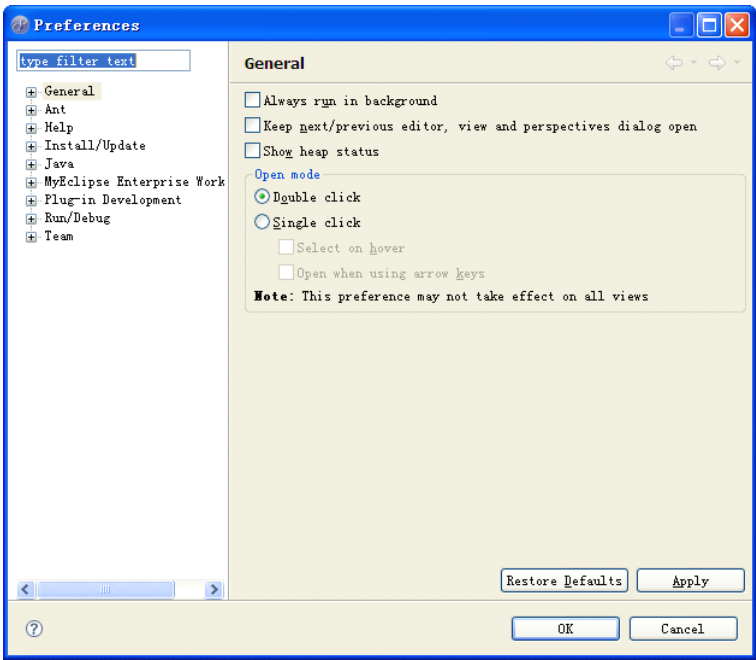 Preferences
type filter text
General
Ant
Help
Install/Update
Java
MyEclipse Enterprise Work
Plug-in Development
Run/Debug
Team
General
Always run in background
Keep next/previous editor, view and perspectives dialog open
Show heap status
Open mode
Double click
Single click
Select on hover
Open when using arrow keys
Note: This preference may not take effect on all views
Restore Defaults
Apply
?
OK
Cancel